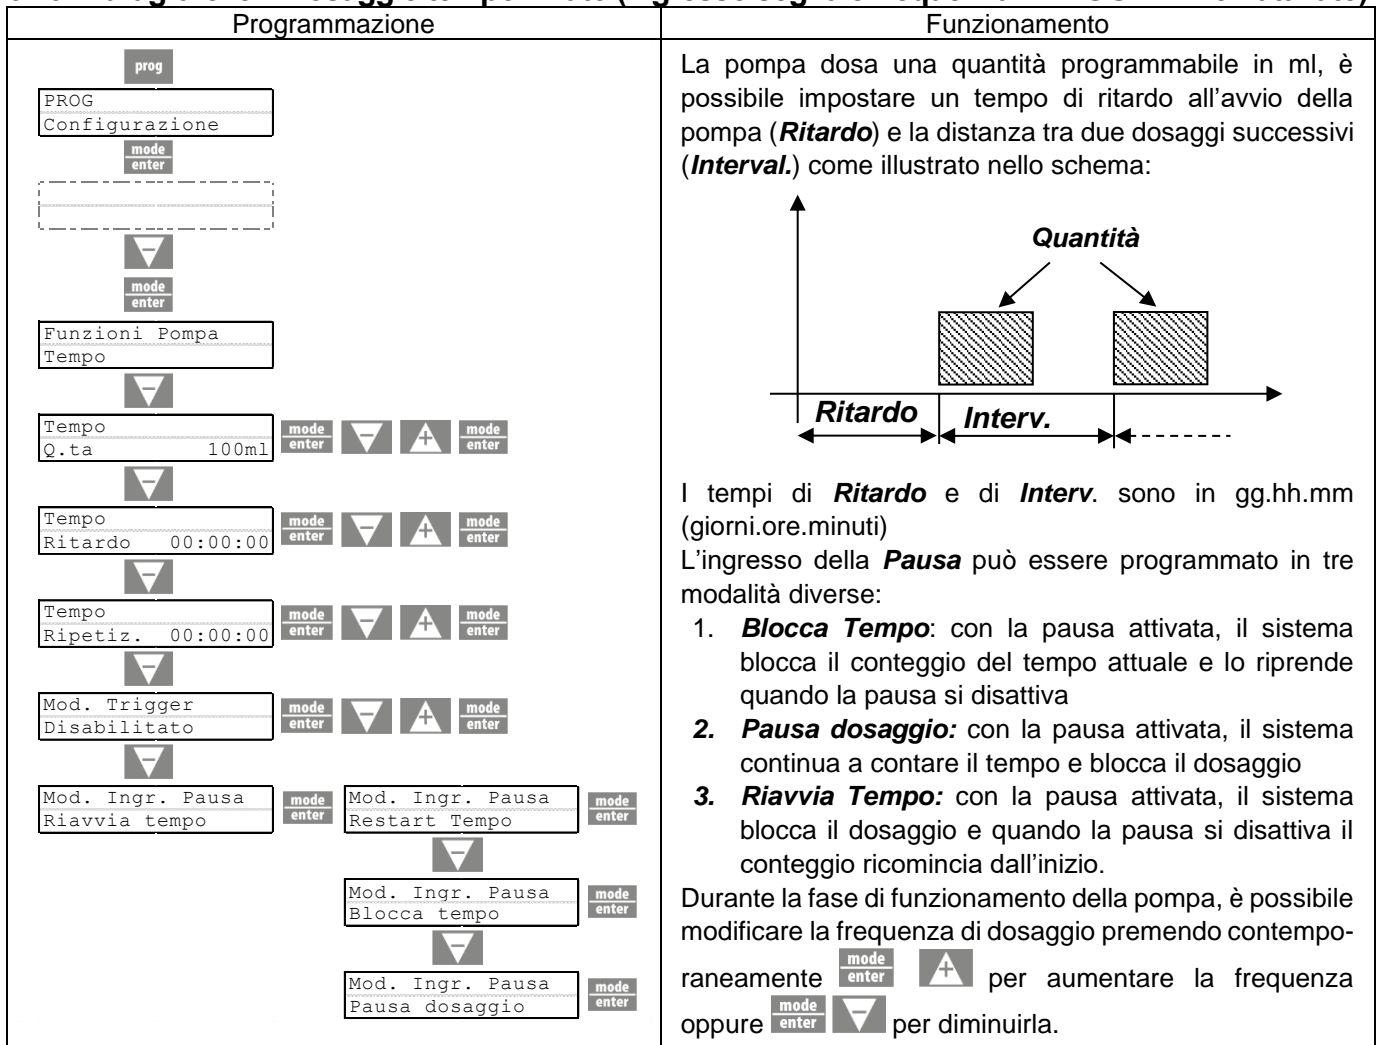 Programmazione
prog
PROG
Configurazione
mode
enter
mode
enter
Funzioni Pompa
Tempo
Tempo
Q.ta 100ml
mode
enter
mode
enter
Tempo
Ritardo 00:00:00
mode
enter
mode
enter
Tempo
Ripetiz. 00:00:00
mode
enter
mode
enter
Mod. Trigger
Disabilitato
mode
enter
mode
enter
Mod. Ingr. Pausa
Riavvia tempo
mode
enter
Mod. Ingr. Pausa
Restart Tempo
mode
enter
Mod. Ingr. Pausa
Blocca tempo
mode
enter
Mod. Ingr. Pausa
Pausa dosaggio
mode
enter
Funzionamento
La pompa dosa una quantità programmabile in ml, è
possibile impostare un tempo di ritardo all’avvio della
pompa (Ritardo) e la distanza tra due dosaggi successivi
(Interval.) come illustrato nello schema:
Quantità
Ritardo Interv.
I tempi di Ritardo e di Interv. sono in gg.hh.mm
(giorni.ore.minuti)
L’ingresso della Pausa può essere programmato in tre
modalità diverse:
1. Blocca Tempo: con la pausa attivata, il sistema
blocca il conteggio del tempo attuale e lo riprende
quando la pausa si disattiva
2. Pausa dosaggio: con la pausa attivata, il sistema
continua a contare il tempo e blocca il dosaggio
3. Riavvia Tempo: con la pausa attivata, il sistema
blocca il dosaggio e quando la pausa si disattiva il
conteggio ricomincia dall’inizio.
Durante la fase di funzionamento della pompa, è possibile
modificare la frequenza di dosaggio premendo contempo-
raneamente mode enter + per aumentare la frequenza
oppure mode enter − per diminuirla.